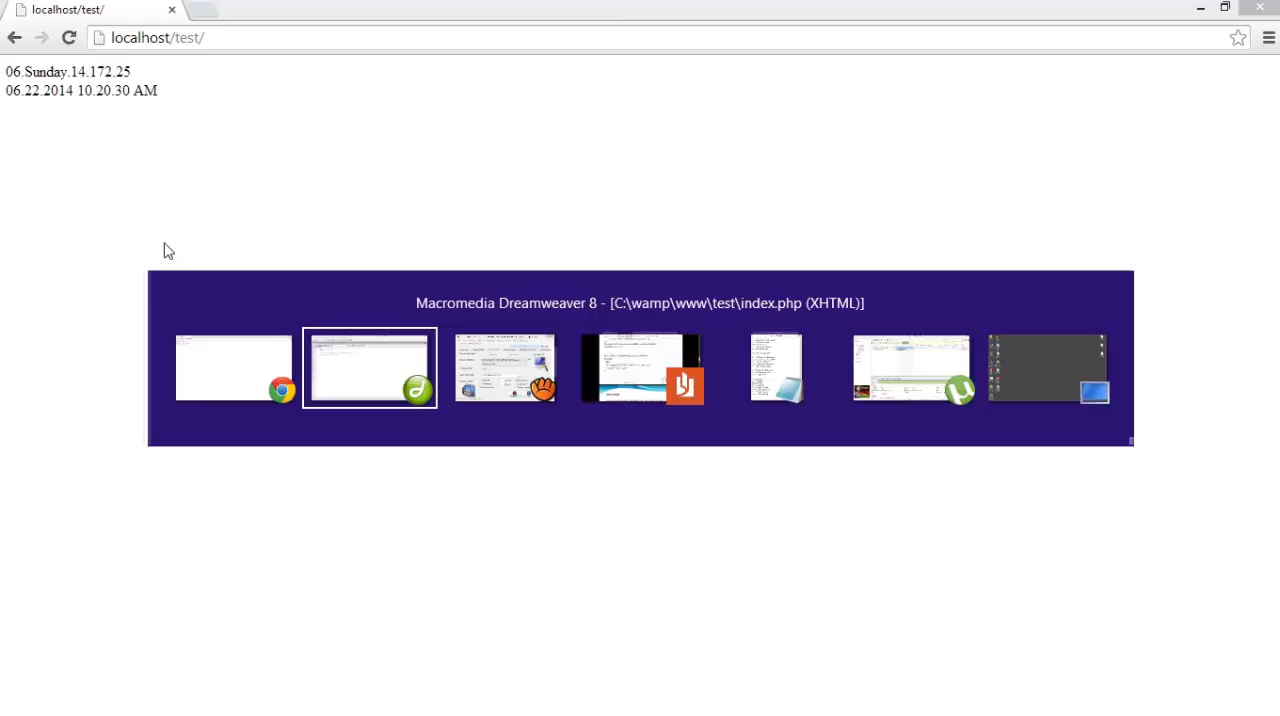 localhost/test/
localhost/test/
06.Sunday.14.172.25
06.22.2014 10.20.30 AM
Macromedia Dreamweaver 8 - [C:\wamp\www\test\index.php (XHTML)]